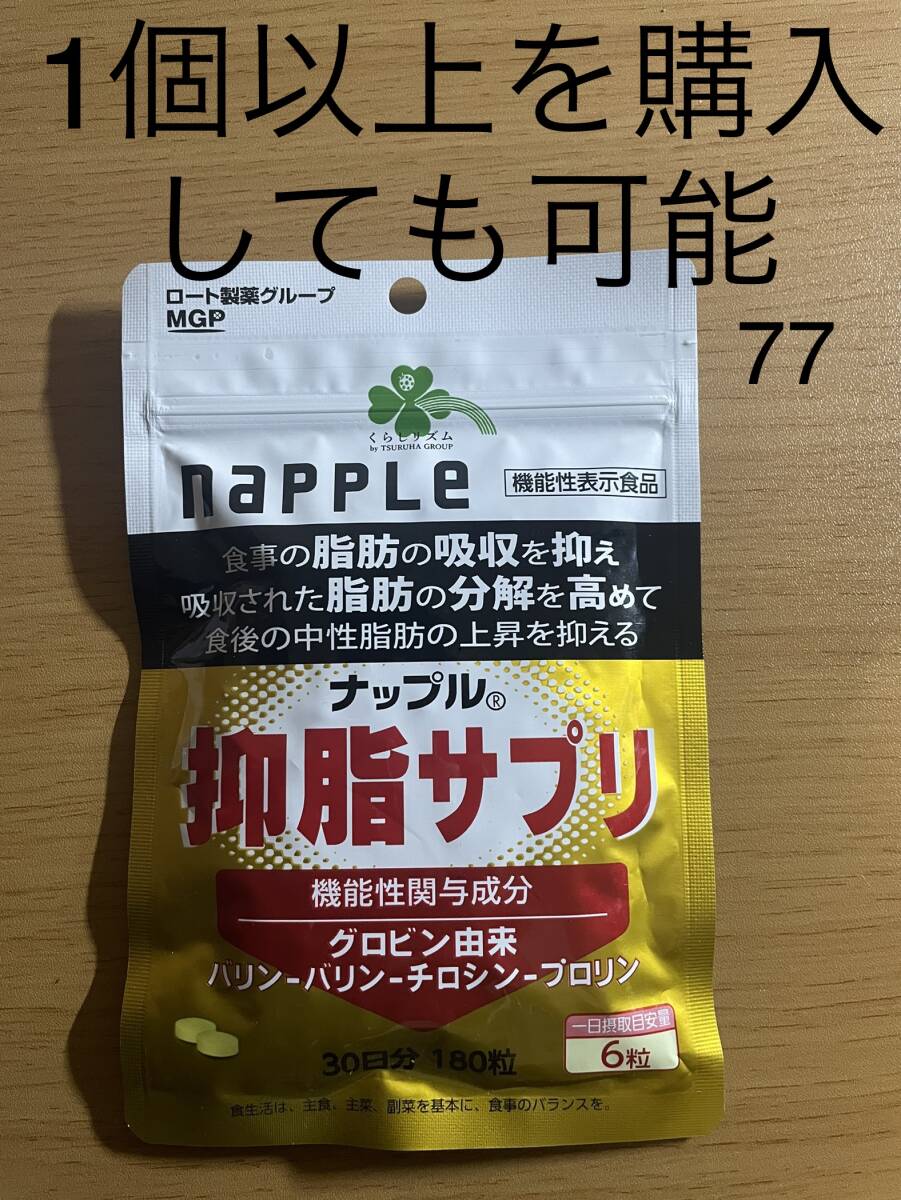 1個以上を購入
しても可能
77
ロート製薬グループ
MGP
くらしリズム
by TSURUHA GROUP
naPPLe
機能性表示食品
食事の脂肪の吸収を抑え
吸収された脂肪の分解を高めて
食後の中性脂肪の上昇を抑える
ナップル®
抑脂サプリ
機能性関与成分
グロビン由来
バリン-バリン-チロシン-プロリン
一日摂取目安量
6粒
30日分 180粒
食生活は、主食、主菜、副菜を基本に、食事のバランスを。